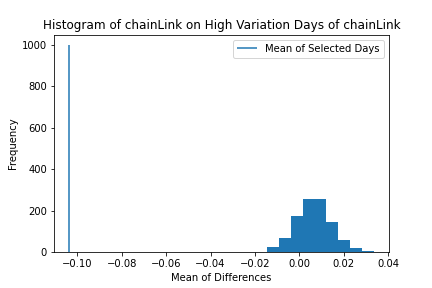 Histogram of chainLink on High Variation Days of chainLink
Mean of Selected Days
1000
800
600
400
200
0
Frequency
−0.10 −0.08 −0.06 −0.04 −0.02 0.00 0.02 0.04
Mean of Differences